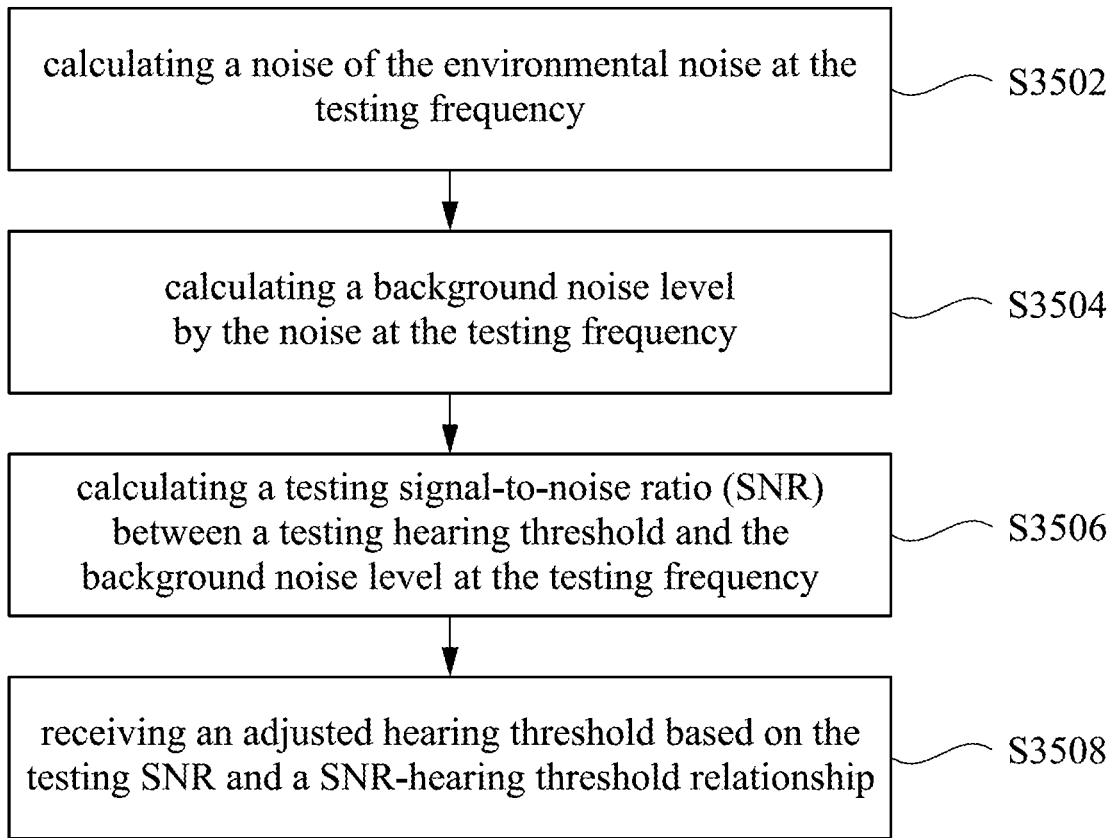 calculating a noise of the environmental noise at the
testing frequency
S3502
calculating a background noise level
by the noise at the testing frequency
S3504
calculating a testing signal-to-noise ratio (SNR)
between a testing hearing threshold and the
background noise level at the testing frequency
S3506
receiving an adjusted hearing threshold based on the
testing SNR and a SNR-hearing threshold relationship
S3508